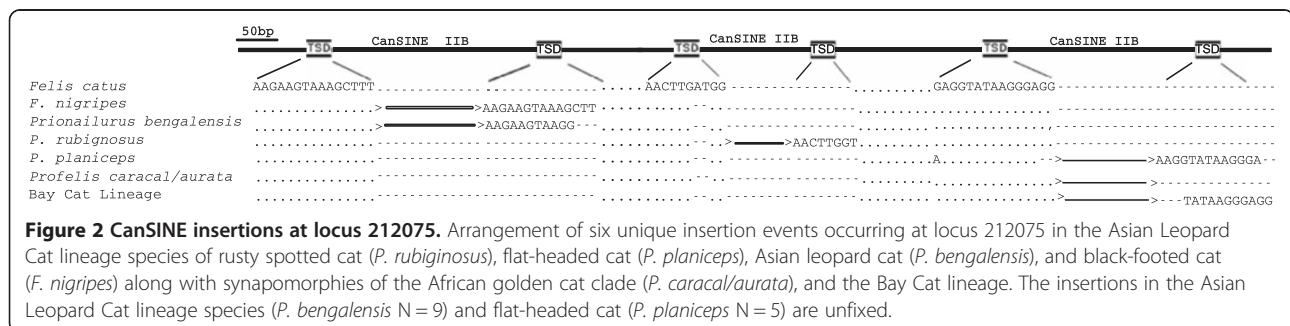 50bp
TSD CanSINE IIB TSD TSD CanSINE IIB TSD TSD CanSINE IIB TSD
Felis catus AAGAAGTAAAGCTTT AACTTGATGG GAGGTATAAGGGAGG
F. nigripes > >AAGAAGTAAAGCTT
Prionailurus bengalensis > >AAGAAGTAAGG---
P. rubignosus > >AACTTGGT
P. planiceps A > >AAGGTATAAGGGA--
Profelis caracal/aurata > >
Bay Cat Lineage > >---TATAAGGGAGG
Figure 2 CanSINE insertions at locus 212075. Arrangement of six unique insertion events occurring at locus 212075 in the Asian Leopard
Cat lineage species of rusty spotted cat (P. rubiginosus), flat-headed cat (P. planiceps), Asian leopard cat (P. bengalensis), and black-footed cat
(F. nigripes) along with synapomorphies of the African golden cat clade (P. caracal/aurata), and the Bay Cat lineage. The insertions in the Asian
Leopard Cat lineage species (P. bengalensis N = 9) and flat-headed cat (P. planiceps N = 5) are unfixed.